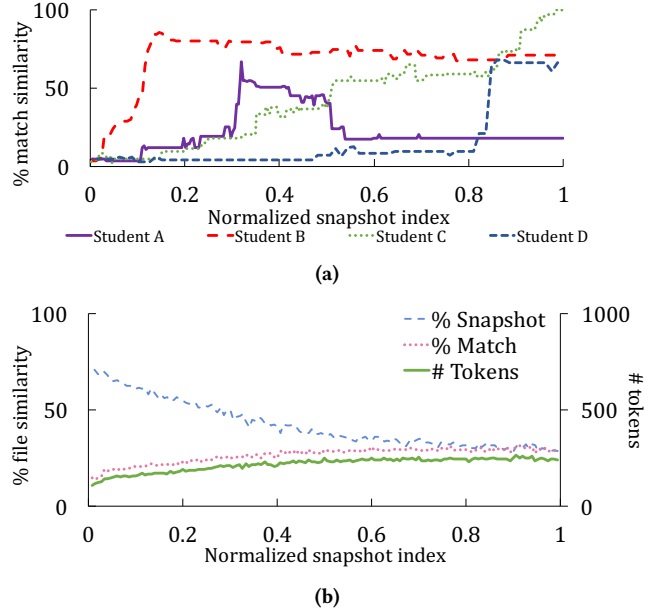 % match similarity
100
50
0
0 0.2 0.4 0.6 0.8 1
Normalized snapshot index
Student A Student B Student C Student D
(a)
% file similarity
100
50
0
0 0.2 0.4 0.6 0.8 1
Normalized snapshot index
% Snapshot
% Match
# Tokens
1000
500
0
# tokens
(b)